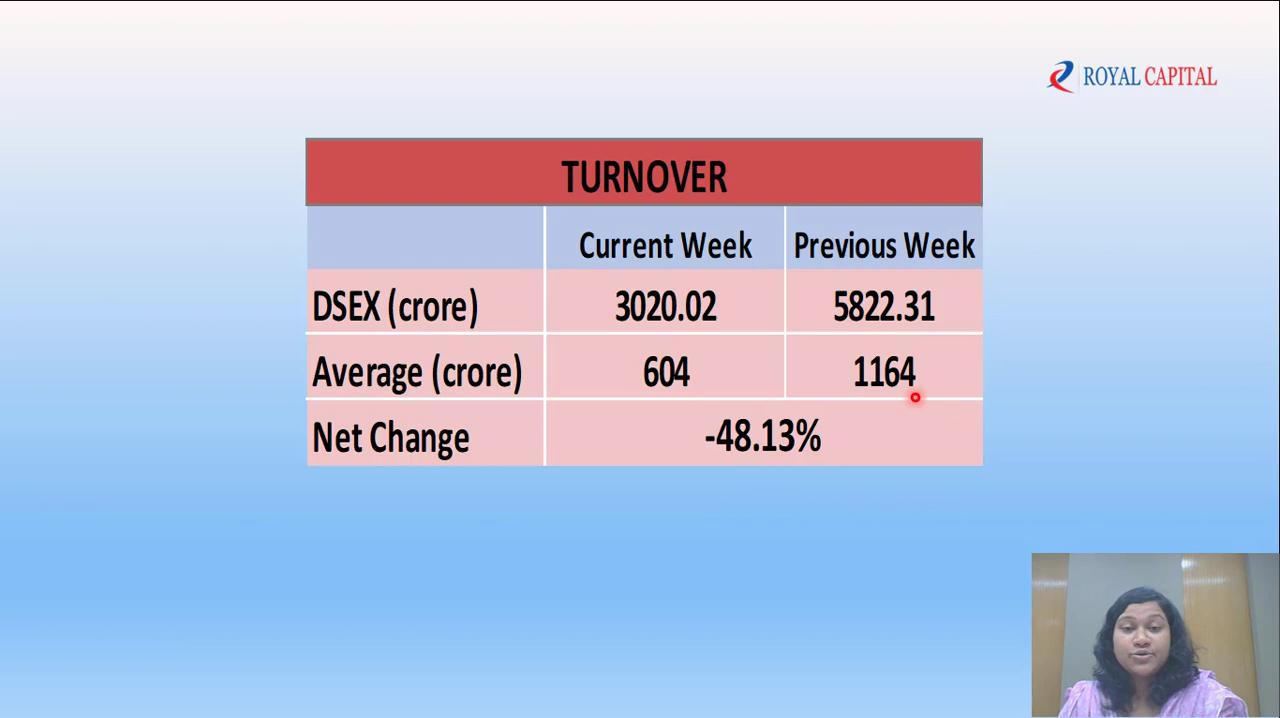 ROYAL CAPITAL
TURNOVER
Current Week Previous Week
DSEX (crore) 3020.02 5822.31
Average (crore) 604 1164
Net Change -48.13%